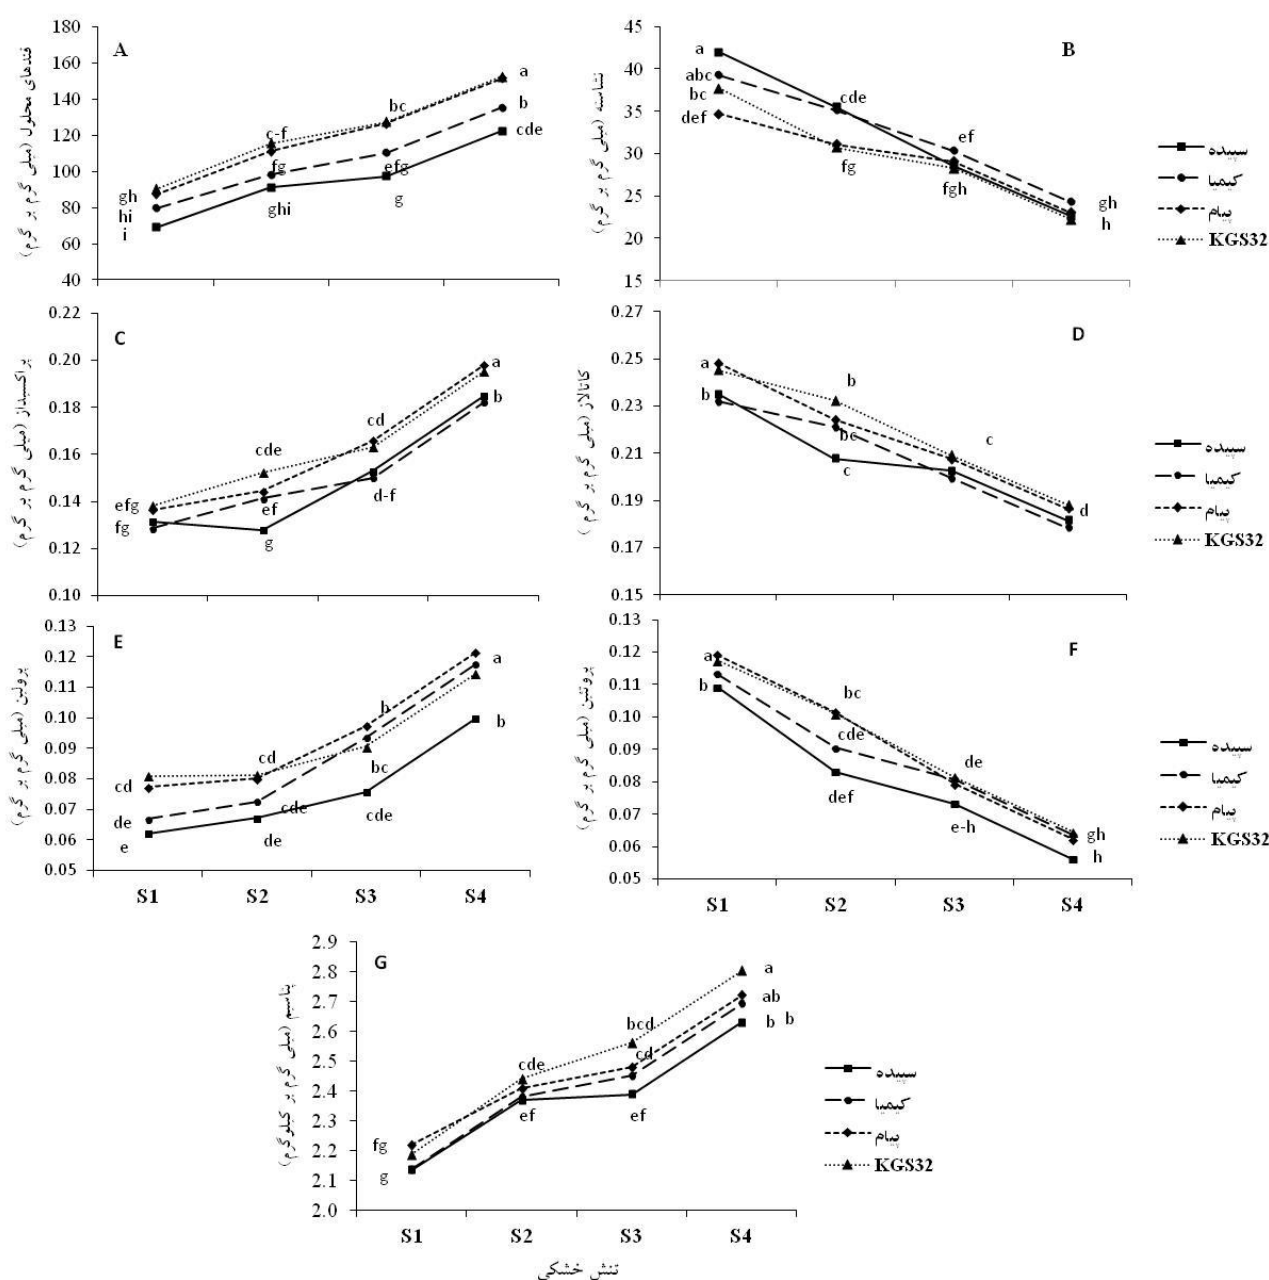 180
160
140
120
100
80
60
40
قندهای محلول (میلی گرم بر گرم)
A
gh
hi
i
c-f
fg
ghi
bc
efg
g
a
b
cde
45
40
35
30
25
20
15
نشاسته (میلی گرم بر گرم)
B
a
abc
bc
def
cde
fg
ef
fgh
gh
h
سپیده
کیمیا
پیام
KGS32
0.22
0.20
0.18
0.16
0.14
0.12
0.10
پراکسیداز (میلی گرم بر گرم)
C
efg
fg
cde
ef
g
cd
d-f
a
b
0.27
0.25
0.23
0.21
0.19
0.17
0.15
کاتالاز (میلی گرم بر گرم)
D
a
b
b
bc
c
c
d
سپیده
کیمیا
پیام
KGS32
0.13
0.12
0.11
0.10
0.09
0.08
0.07
0.06
0.05
پرولین (میلی گرم بر گرم)
E
cd
de
e
cd
cde
de
b
bc
cde
a
b
S1 S2 S3 S4
0.13
0.12
0.11
0.10
0.09
0.08
0.07
0.06
0.05
پروتئین (میلی گرم بر گرم)
F
a
b
bc
cde
def
de
e-h
gh
h
S1 S2 S3 S4
سپیده
کیمیا
پیام
KGS32
2.9
2.8
2.7
2.6
2.5
2.4
2.3
2.2
2.1
2.0
پتاسیم (میلی گرم بر کیلوگرم)
G
fg
g
cde
ef
bcd
cd
ef
a
ab
b b
S1 S2 S3 S4
تنش خشکی
سپیده
کیمیا
پیام
KGS32